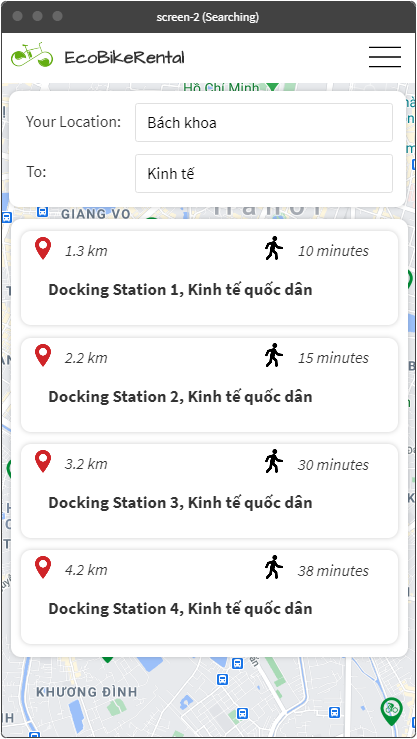 screen-2 (Searching)
EcoBikeRental
Hồ Chí Minh
Your Location: Bách khoa
To: Kinh tế
GIẢNG VÕ
1.3 km 10 minutes
Docking Station 1, Kinh tế quốc dân
2.2 km 15 minutes
Docking Station 2, Kinh tế quốc dân
3.2 km 30 minutes
Docking Station 3, Kinh tế quốc dân
4.2 km 38 minutes
Docking Station 4, Kinh tế quốc dân
KHƯƠNG ĐÌNH